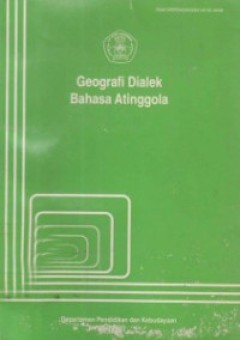 Geografi Dialek
Bahasa Atinggola
Departemen Pendidikan dan Kebudayaan